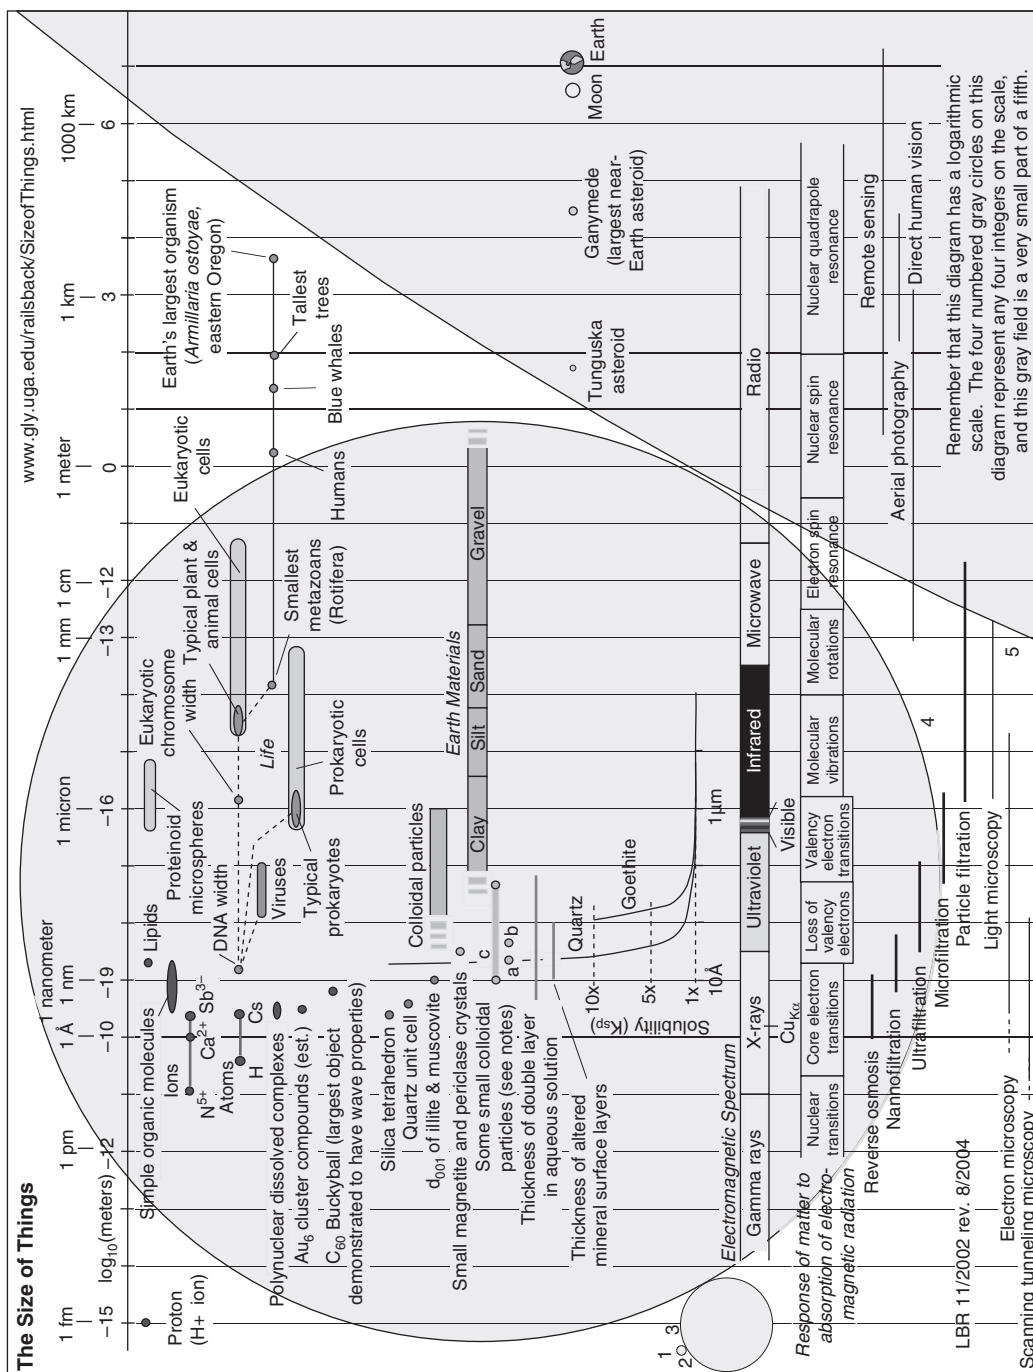 The Size of Things
www.gly.uga.edu/railsback/SizeofThings.html
1 fm
1 pm
1 Å
1 nanometer
1 nm
1 micron
1 mm
1 cm
1 meter
1 km
1000 km
log10(meters)
–15
–12
–10
–19
–16
–13
–12
0
3
6
Proton
(H+ ion)
Simple organic molecules
Lipids
Ions
N5+
Ca2+
Sb3–
Atoms
H
Cs
Polynuclear dissolved complexes
Au6 cluster compounds (est.)
C60 Buckyball (largest object
demonstrated to have wave properties)
Proteinoid
microspheres
DNA width
Viruses
Typical
prokaryotes
Eukaryotic
chromosome
width
Life
Prokaryotic
cells
Typical plant &
animal cells
Eukaryotic
cells
Smallest
metazoans
(Rotifera)
Humans
Blue whales
Tallest
trees
Earth's largest organism
(Armillaria ostoyae,
eastern Oregon)
Silica tetrahedron
Quartz unit cell
d001 of illite & muscovite
Small magnetite and periclase crystals
Some small colloidal
particles (see notes)
a
b
c
Thickness of double layer
in aqueous solution
Thickness of altered
mineral surface layers
Colloidal particles
Earth Materials
Clay
Silt
Sand
Gravel
Quartz
Goethite
10x
5x
1x
Solubility (Ksp)
10Å
1µm
Tunguska
asteroid
Ganymede
(largest near-
Earth asteroid)
Moon
Earth
Electromagnetic Spectrum
Gamma rays
X-rays
CuKα
Ultraviolet
Visible
Infrared
Microwave
Radio
Response of matter to
absorption of electro-
magnetic radiation
Nuclear
transitions
Core electron
transitions
Loss of
valency
electrons
Valency
electron
transitions
Molecular
vibrations
Molecular
rotations
Electron spin
resonance
Nuclear spin
resonance
Nuclear quadrapole
resonance
Reverse osmosis
Nannofiltration
Ultrafiltration
Microfiltration
Particle filtration
Light microscopy
Electron microscopy
Scanning tunneling microscopy
Remote sensing
Aerial photography
Direct human vision
1
2
3
4
5
LBR 11/2002 rev. 8/2004
Remember that this diagram has a logarithmic
scale. The four numbered gray circles on this
diagram represent any four integers on the scale,
and this gray field is a very small part of a fifth.